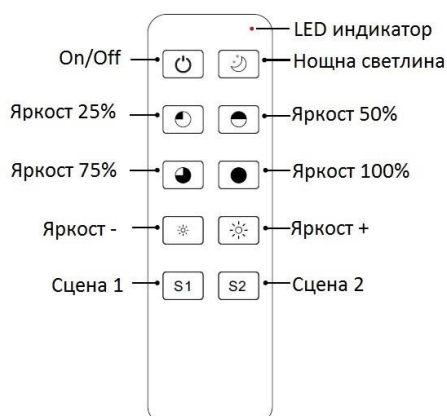 LED индикатор
On/Off
Нощна светлина
Яркост 25%
Яркост 50%
Яркост 75%
Яркост 100%
Яркост -
Яркост +
Сцена 1
S1
S2
Сцена 2